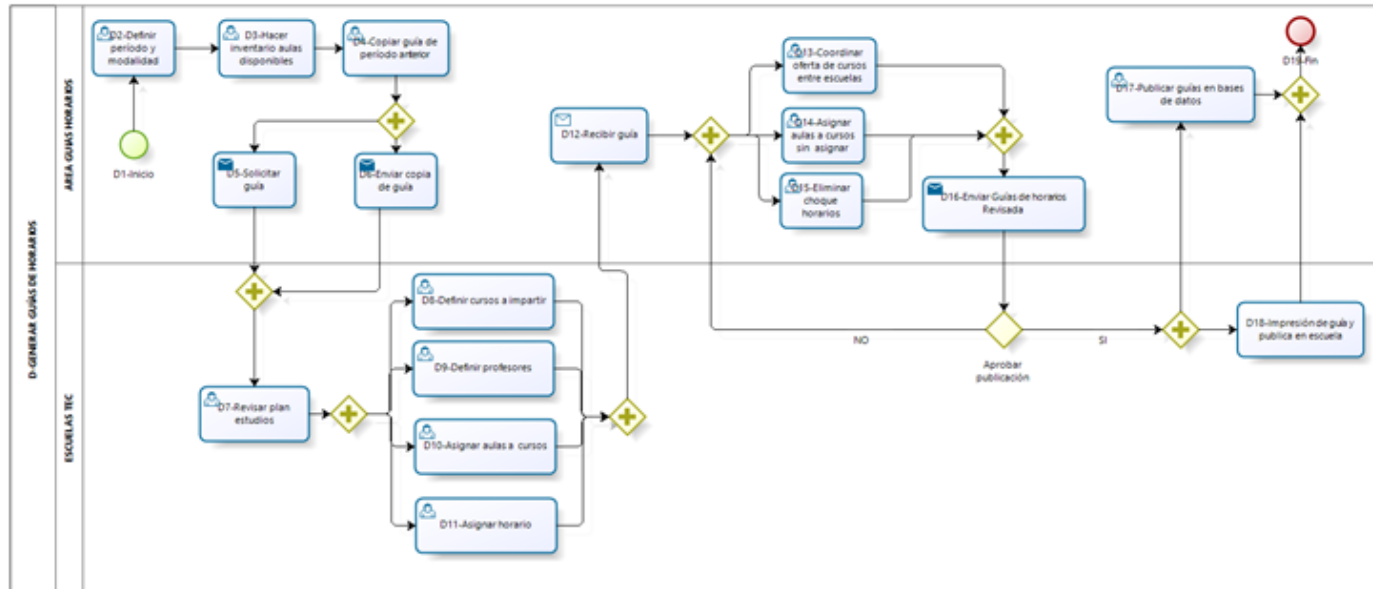 D-GENERAR GUÍAS DE HORARIOS
AREA GUIAS HORARIOS
D1-Inicio
D2-Definir
período y
modalidad
D3-Hacer
inventario aulas
disponibles
D4-Copiar guía de
período anterior
D5-Solicitar
guía
D6-Enviar copia
de guía
D12-Recibir guía
D13-Coordinar
oferta de cursos
entre escuelas
D14-Asignar
aulas a cursos
sin asignar
D15-Eliminar
choque
horarios
D16-Enviar Guías de horarios
Revisada
D17-Publicar guías en bases
de datos
D19-Fin
ESCUELAS TEC
D7-Revisar plan
estudios
D8-Definir cursos a impartir
D9-Definir profesores
D10-Asignar aulas a cursos
D11-Asignar horario
NO
Aprobar
publicación
SI
D18-Impresión de guía y
publica en escuela